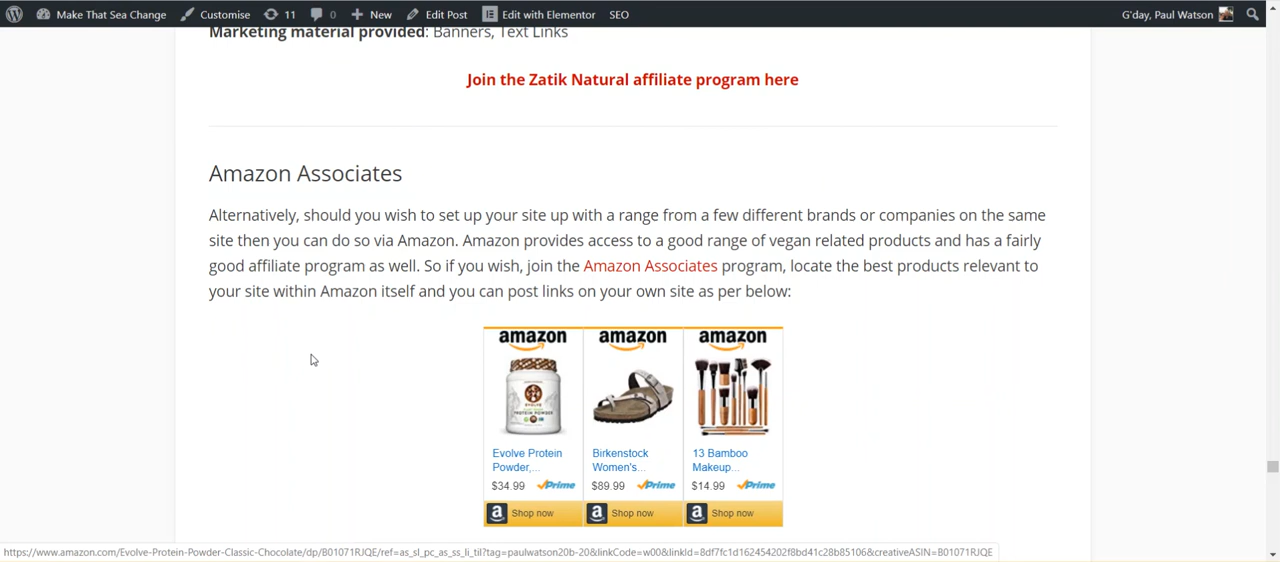 Make That Sea Change Customise 11 0 New Edit Post Edit with Elementor SEO G'day, Paul Watson
Marketing material provided: Banners, Text Links
Join the Zatik Natural affiliate program here
Amazon Associates
Alternatively, should you wish to set up your site up with a range from a few different brands or companies on the same
site then you can do so via Amazon. Amazon provides access to a good range of vegan related products and has a fairly
good affiliate program as well. So if you wish, join the Amazon Associates program, locate the best products relevant to
your site within Amazon itself and you can post links on your own site as per below:
amazon amazon amazon
EVOLVE
PROTEIN POWDER
Evolve Protein Birkenstock 13 Bamboo
Powder,... Women's... Makeup...
$34.99 Prime $89.99 Prime $14.99 Prime
Shop now Shop now Shop now
https://www.amazon.com/Evolve-Protein-Powder-Classic-Chocolate/dp/B01071RJQE/ref=as_sl_pc_as_ss_li_til?tag=paulwatson20b-20&linkCode=w00&linkId=8df7fc1d162454202f8bd41c28b85106&creativeASIN=B01071RJQE